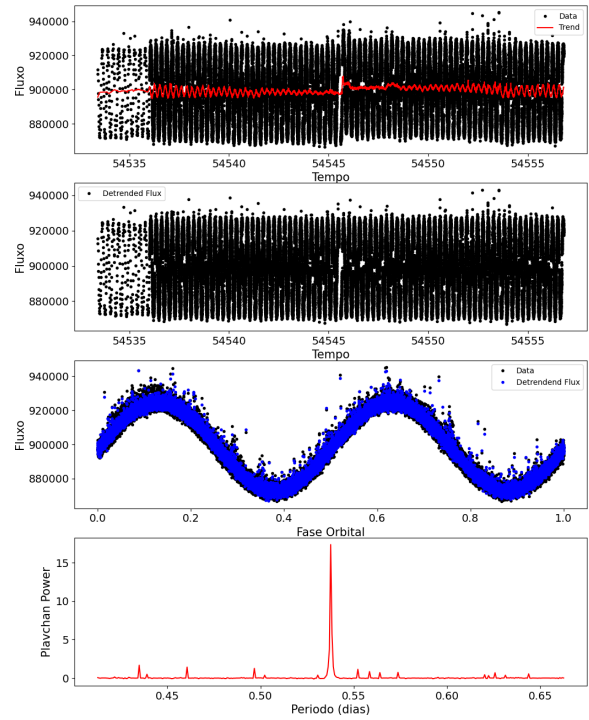 940000
920000
900000
880000
Fluxo
Data
Trend
54535
54540
54545
54550
54555
Tempo
940000
920000
900000
880000
Fluxo
Detrended Flux
54535
54540
54545
54550
54555
Tempo
940000
920000
900000
880000
Fluxo
Data
Detrendend Flux
0.0
0.2
0.4
0.6
0.8
1.0
Fase Orbital
15
10
5
0
Plavchan Power
0.45
0.50
0.55
0.60
0.65
Periodo (dias)